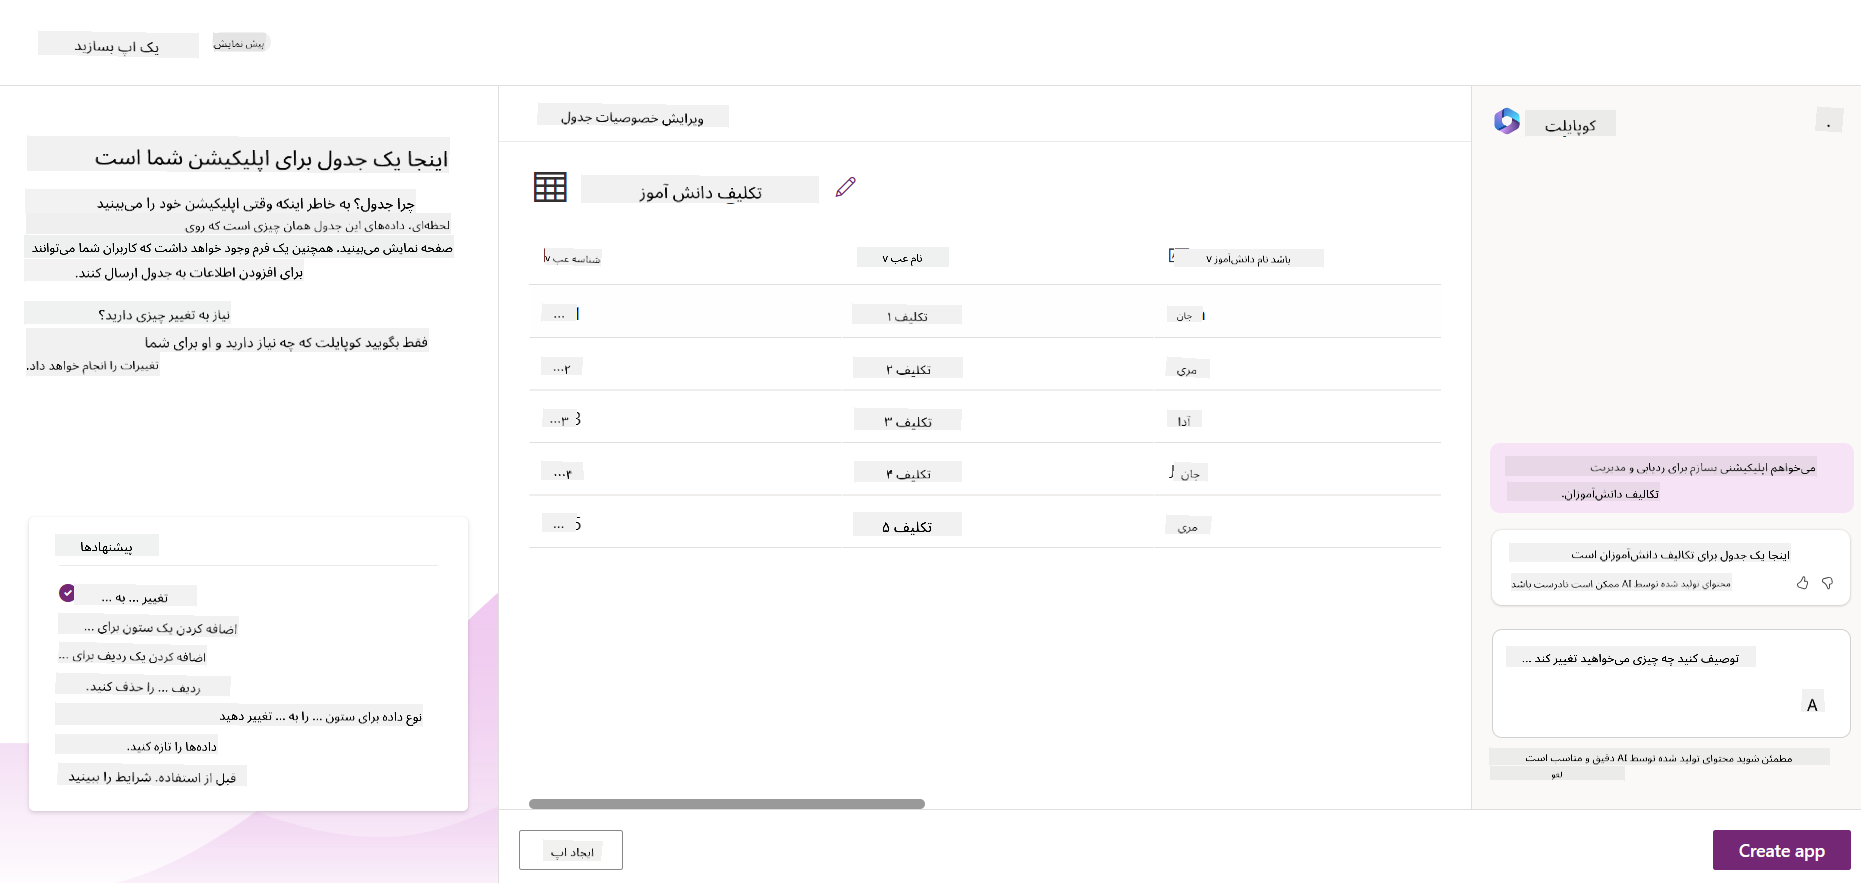 یک اپ بسازید
پیش نمایش
اینجا یک جدول برای اپلیکیشن شما است
چرا جدول؟ به خاطر اینکه وقتی اپلیکیشن خود را می‌بینید
لحظه‌ای، داده‌های این جدول همان چیزی است که روی
صفحه نمایش می‌بینید. همچنین یک فرم وجود خواهد داشت که کاربران شما می‌توانند
برای افزودن اطلاعات به جدول ارسال کنند.
نیاز به تغییر چیزی دارید؟
فقط بگویید کوپایلت که چه نیاز دارید و او برای شما
تغییرات را انجام خواهد داد.
پیشنهادها
تغییر ... به ...
اضافه کردن یک ستون برای ...
اضافه کردن یک ردیف برای ...
ردیف ... را حذف کنید.
نوع داده برای ستون ... را به ... تغییر دهید
داده‌ها را تازه کنید.
قبل از استفاده، شرایط را ببینید
ویرایش خصوصیات جدول
تکلیف دانش آموز
شناسه عب v
نام عب v
باشد نام دانش‌آموز v
...
تکلیف ۱
جان
...۲
تکلیف ۲
مری
...۳
تکلیف ۳
آدا
...۴
تکلیف ۴
جان
... 5
تکلیف ۵
مری
ایجاد اپ
کوپایلت
می‌خواهم اپلیکیشنی بسازم برای ردیابی و مدیریت
تکالیف دانش‌آموزان.
اینجا یک جدول برای تکالیف دانش‌آموزان است
محتوای تولید شده توسط AI ممکن است نادرست باشد
توصیف کنید چه چیزی می‌خواهید تغییر کند ...
A
مطمئن شوید محتوای تولید شده توسط AI دقیق و مناسب است
لغو
Create app